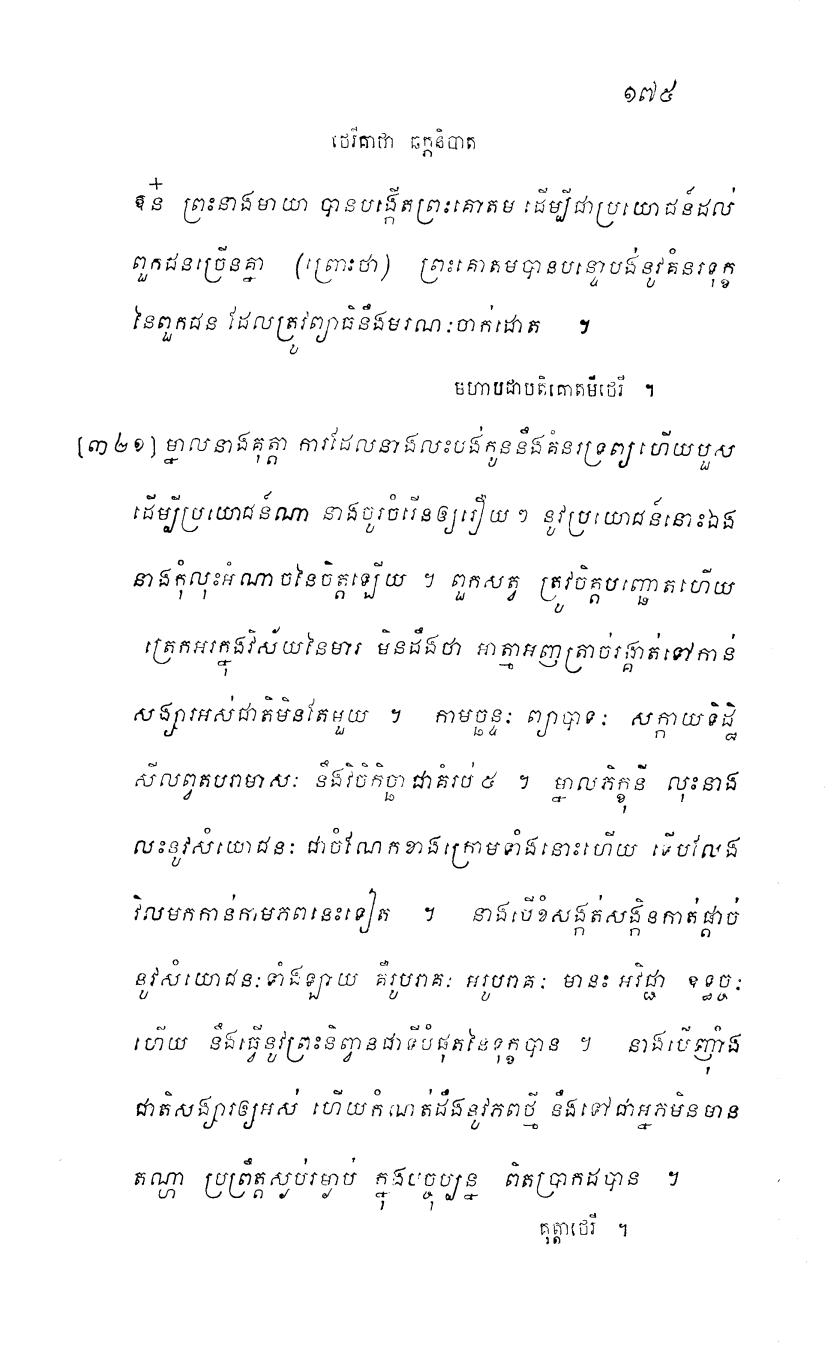 ១៧៥
ថេរីគាថា ឆក្កនិបាត
ឱន៎ ព្រះនាងមាយា បានបង្កើតព្រះគោតម ដើម្បីជាប្រយោជន៍ដល់
ពួកជនច្រើនគ្នា (ព្រោះថា) ព្រះគោតមបានបន្ទោបង់នូវគំនរទុក្ខ
នៃពួកជន ដែលត្រូវព្យាធិនឹងមរណៈចាក់ដោត ។
មហាបជាបតិគោតមីថេរី ។
[៣២១] ម្នាលនាងគុត្តា ការដែលនាងលះបង់កូននឹងគំនរទ្រព្យហើយបួស
ដើម្បីប្រយោជន៍ណា នាងចូរចំរើនឲ្យរឿយ ៗ នូវប្រយោជន៍នោះឯង
នាងកុំលុះអំណាចនៃចិត្តឡើយ ។ ពួកសត្វ ត្រូវចិត្តបញ្ឆោតហើយ
ត្រេកអរក្នុងវិស័យនៃមារ មិនដឹងថា អាត្មាអញត្រាច់រង្គាត់ទៅកាន់
សង្សារអស់ជាតិមិនតែមួយ ។ កាមច្ឆន្ទៈ ព្យាបាទៈ សក្កាយទិដ្ឋិ
សីលព្វតបរាមាសៈ នឹងវិចិកិច្ឆា ជាគំរប់ ៥ ។ ម្នាលភិក្ខុនី លុះនាង
លះនូវសំយោជនៈ ជាចំណែកខាងក្រោមទាំងនោះហើយ ទើបលែង
វិលមកកាន់កាមភពនេះទៀត ។ នាងបើខំសង្កត់សង្កិនកាត់ផ្តាច់
នូវសំយោជនៈទាំងឡាយ គឺរូបរាគៈ អរូបរាគៈ មានះ អវិជ្ជា ឧទ្ធច្ចៈ
ហើយ នឹងធ្វើនូវព្រះនិព្វានជាទីបំផុតនៃទុក្ខបាន ។ នាងបើញ៉ាំង
ជាតិសង្សារឲ្យអស់ ហើយកំណត់ដឹងនូវភពថ្មី នឹងទៅជាអ្នកមិនមាន
តណ្ហា ប្រព្រឹត្តស្ងប់រម្ងាប់ ក្នុងបច្ចុប្បន្ន ពិតប្រាកដបាន ។
គុត្តាថេរី ។